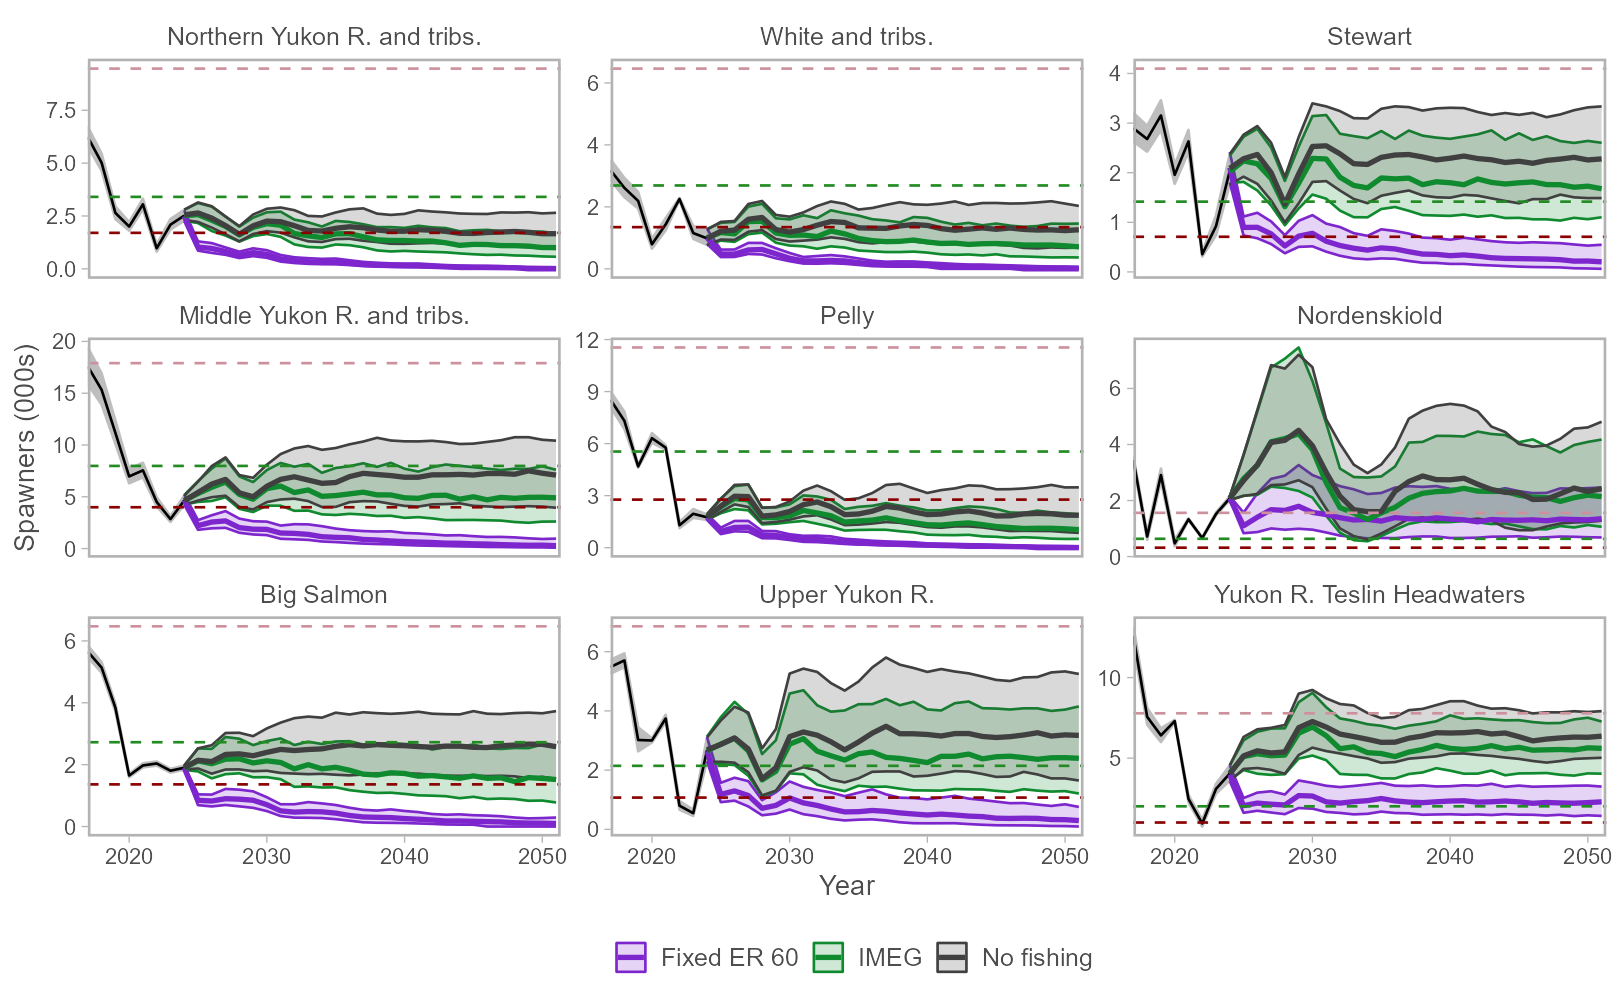 Northern Yukon R. and tribs.
White and tribs.
Stewart
7.5
5.0
2.5
0.0
6
4
2
0
4
3
2
1
0
Middle Yukon R. and tribs.
Pelly
Nordenskiold
20
15
10
5
0
12
9
6
3
0
6
4
2
0
Spawners (000s)
Big Salmon
Upper Yukon R.
Yukon R. Teslin Headwaters
6
4
2
0
6
4
2
0
10
5
2020 2030 2040 2050
2020 2030 2040 2050
2020 2030 2040 2050
Year
Fixed ER 60 IMEG No fishing